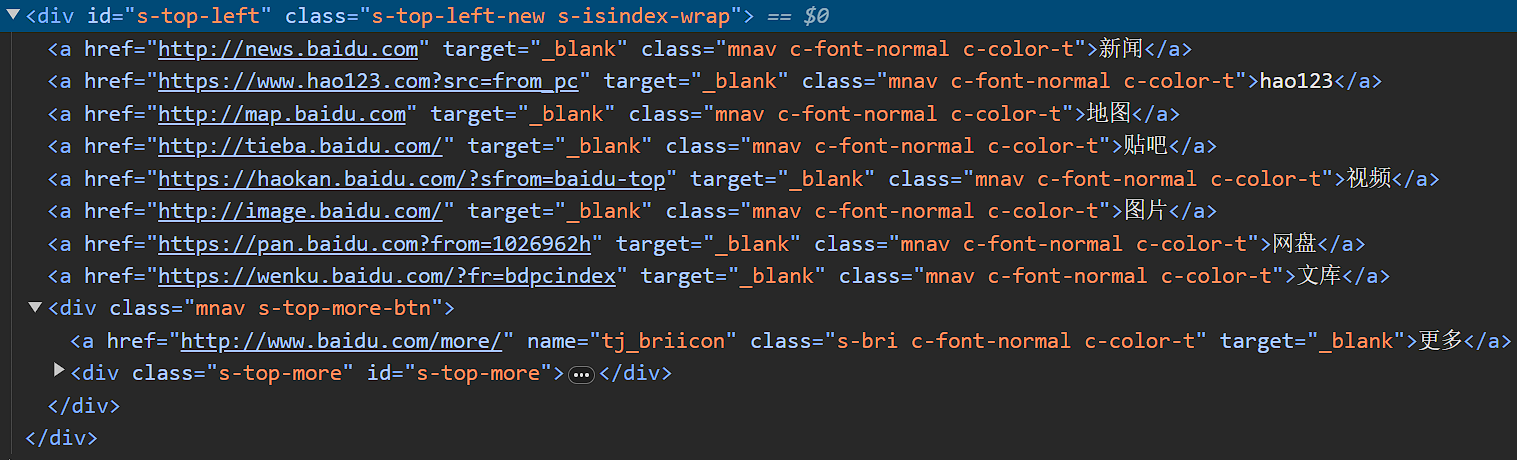 <div id="s-top-left" class="s-top-left-new s-isindex-wrap"> == $0
<a href="http://news.baidu.com" target="_blank" class="mnav c-font-normal c-color-t">新闻</a>
<a href="https://www.hao123.com?src=from_pc" target="_blank" class="mnav c-font-normal c-color-t">hao123</a>
<a href="http://map.baidu.com" target="_blank" class="mnav c-font-normal c-color-t">地图</a>
<a href="http://tieba.baidu.com/" target="_blank" class="mnav c-font-normal c-color-t">贴吧</a>
<a href="https://haokan.baidu.com/?sfrom=baidu-top" target="_blank" class="mnav c-font-normal c-color-t">视频</a>
<a href="http://image.baidu.com/" target="_blank" class="mnav c-font-normal c-color-t">图片</a>
<a href="https://pan.baidu.com?from=1026962h" target="_blank" class="mnav c-font-normal c-color-t">网盘</a>
<a href="https://wenku.baidu.com/?fr=bdpcindex" target="_blank" class="mnav c-font-normal c-color-t">文库</a>
<div class="mnav s-top-more-btn">
<a href="http://www.baidu.com/more/" name="tj_briicon" class="s-bri c-font-normal c-color-t" target="_blank">更多</a>
<div class="s-top-more" id="s-top-more">…</div>
</div>
</div>